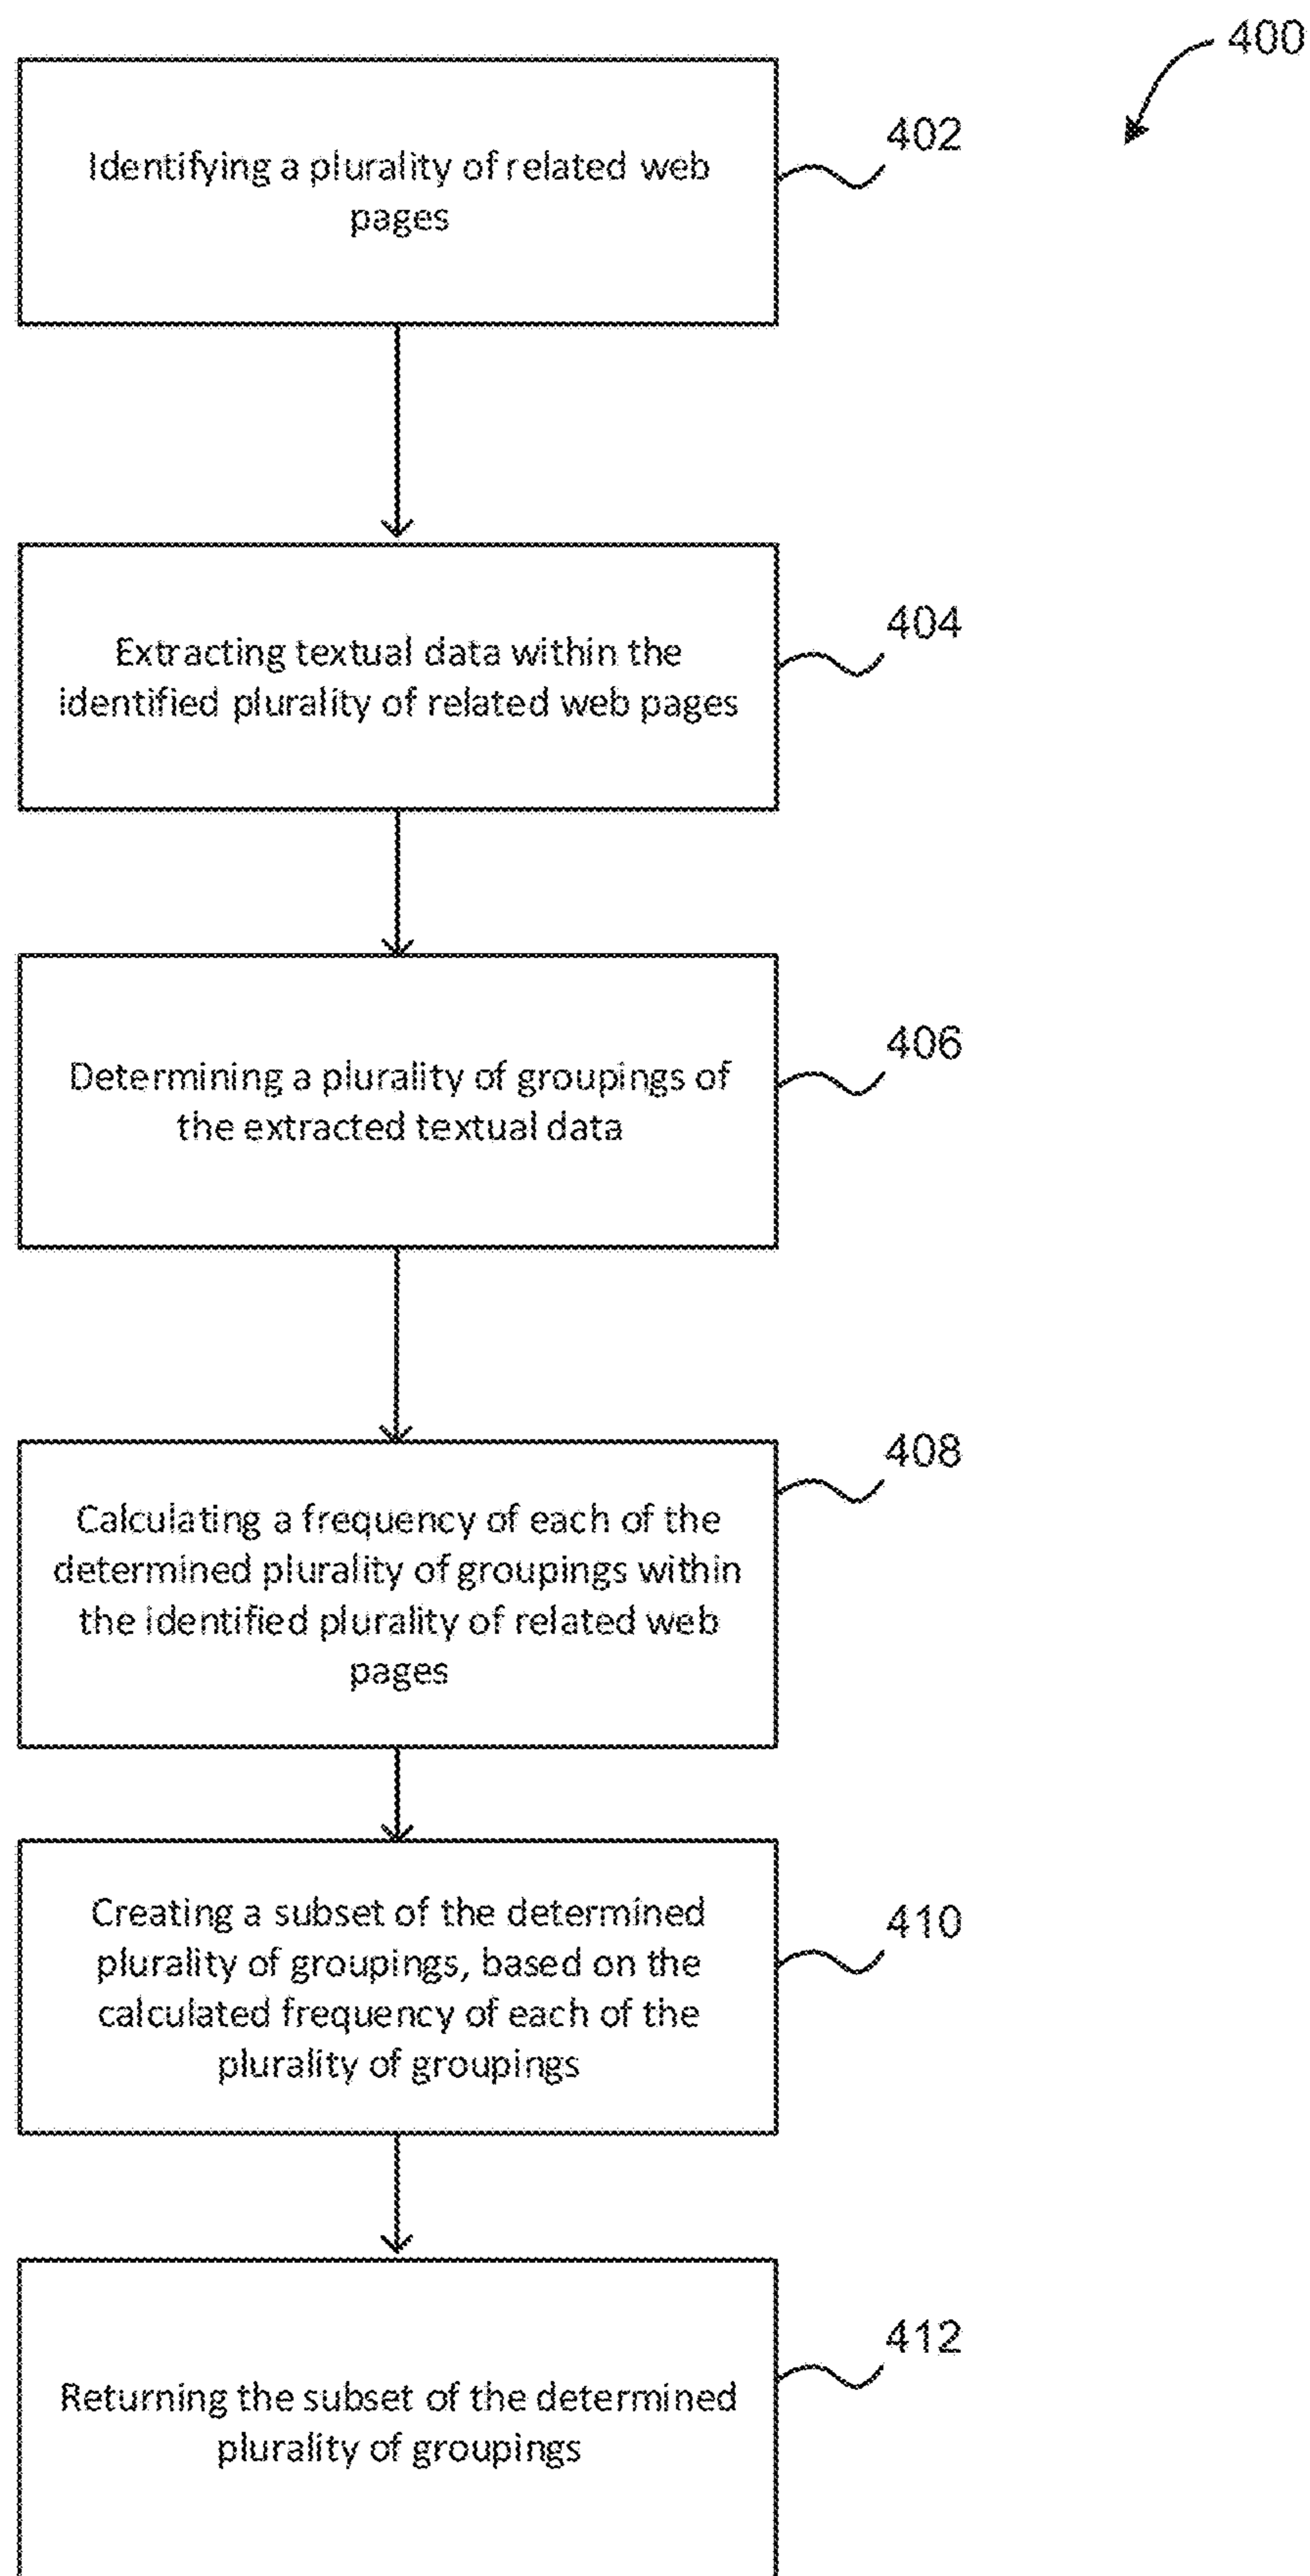 400
402
Identifying a plurality of related web
pages
404
Extracting textual data within the
identified plurality of related web pages
406
Determining a plurality of groupings of
the extracted textual data
408
Calculating a frequency of each of the
determined plurality of groupings within
the identified plurality of related web
pages
410
Creating a subset of the determined
plurality of groupings, based on the
calculated frequency of each of the
plurality of groupings
412
Returning the subset of the determined
plurality of groupings